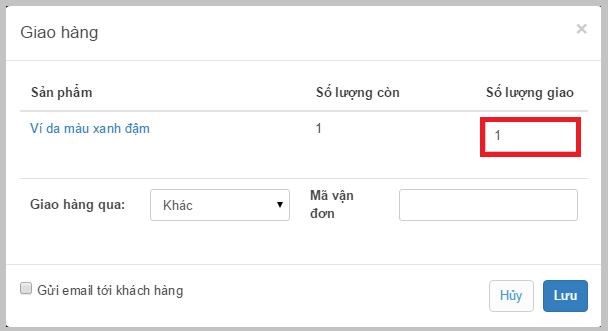 Giao hàng ×
Sản phẩm Số lượng còn Số lượng giao
Ví da màu xanh đậm 1 1
Giao hàng qua: Khác Mã vận
đơn
Gửi email tới khách hàng Hủy Lưu